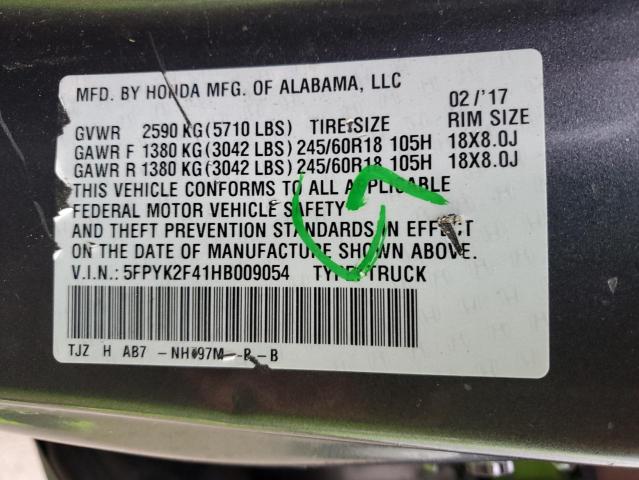 MFD. BY HONDA MFG. OF ALABAMA, LLC
02 /'17
GVWR 2590 KG (5710 LBS) TIRE SIZE RIM SIZE
GAWR F 1380 KG (3042 LBS) 245/60R18 105H 18X8.0J
GAWR R 1380 KG (3042 LBS) 245/60R18 105H 18X8.0J
THIS VEHICLE CONFORMS TO ALL APPLICABLE
FEDERAL MOTOR VEHICLE SAFETY
AND THEFT PREVENTION STANDARDS IN EFFECT
ON THE DATE OF MANUFACTURE SHOWN ABOVE.
V.I.N.: 5FPYK2F41HB009054 TYPE: TRUCK
TJZ H AB7 - -B